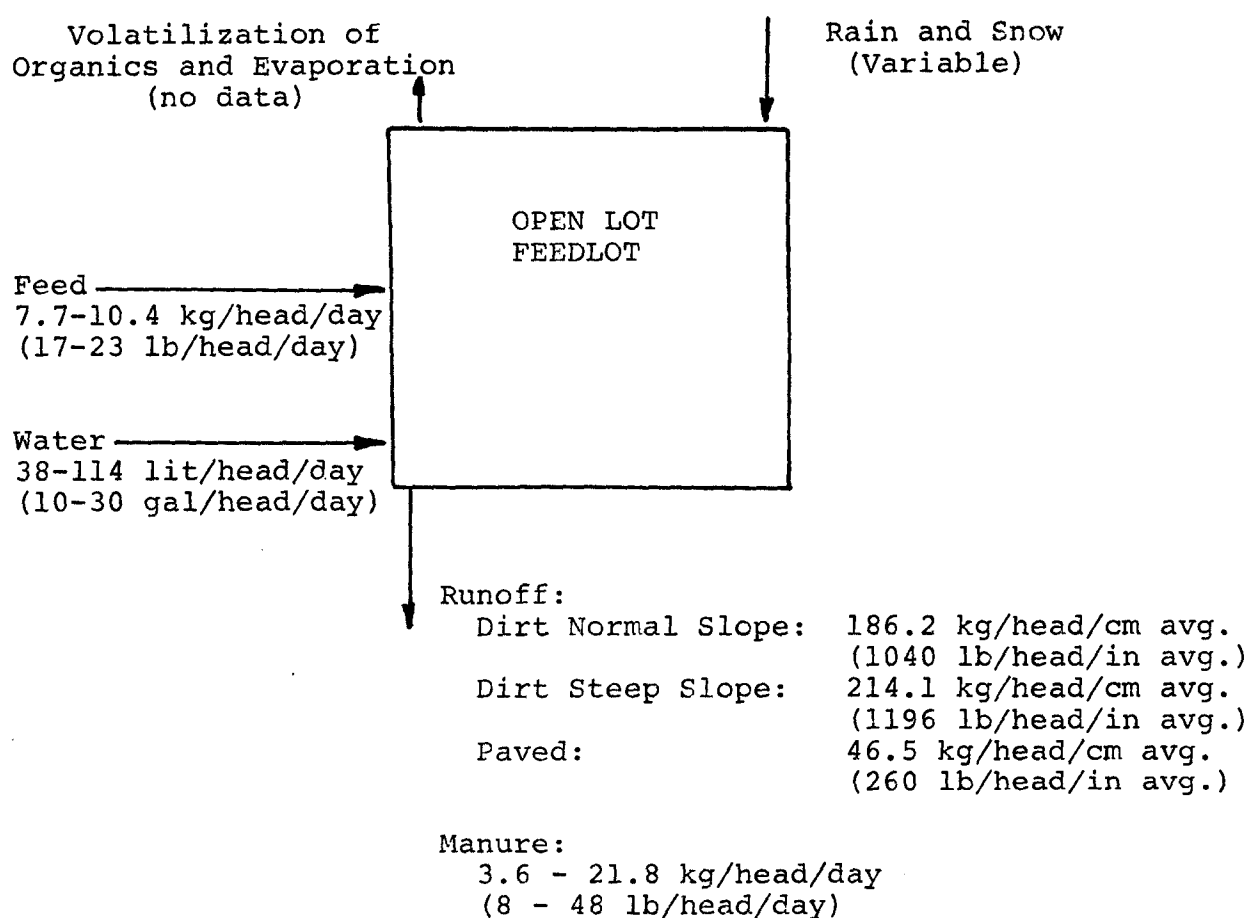 Volatilization of
Organics and Evaporation
(no data)
Rain and Snow
(Variable)
OPEN LOT
FEEDLOT
Feed
7.7-10.4 kg/head/day
(17-23 lb/head/day)
Water
38-114 lit/head/day
(10-30 gal/head/day)
Runoff:
Dirt Normal Slope: 186.2 kg/head/cm avg.
(1040 lb/head/in avg.)
Dirt Steep Slope: 214.1 kg/head/cm avg.
(1196 lb/head/in avg.)
Paved: 46.5 kg/head/cm avg.
(260 lb/head/in avg.)
Manure:
3.6 - 21.8 kg/head/day
(8 - 48 lb/head/day)